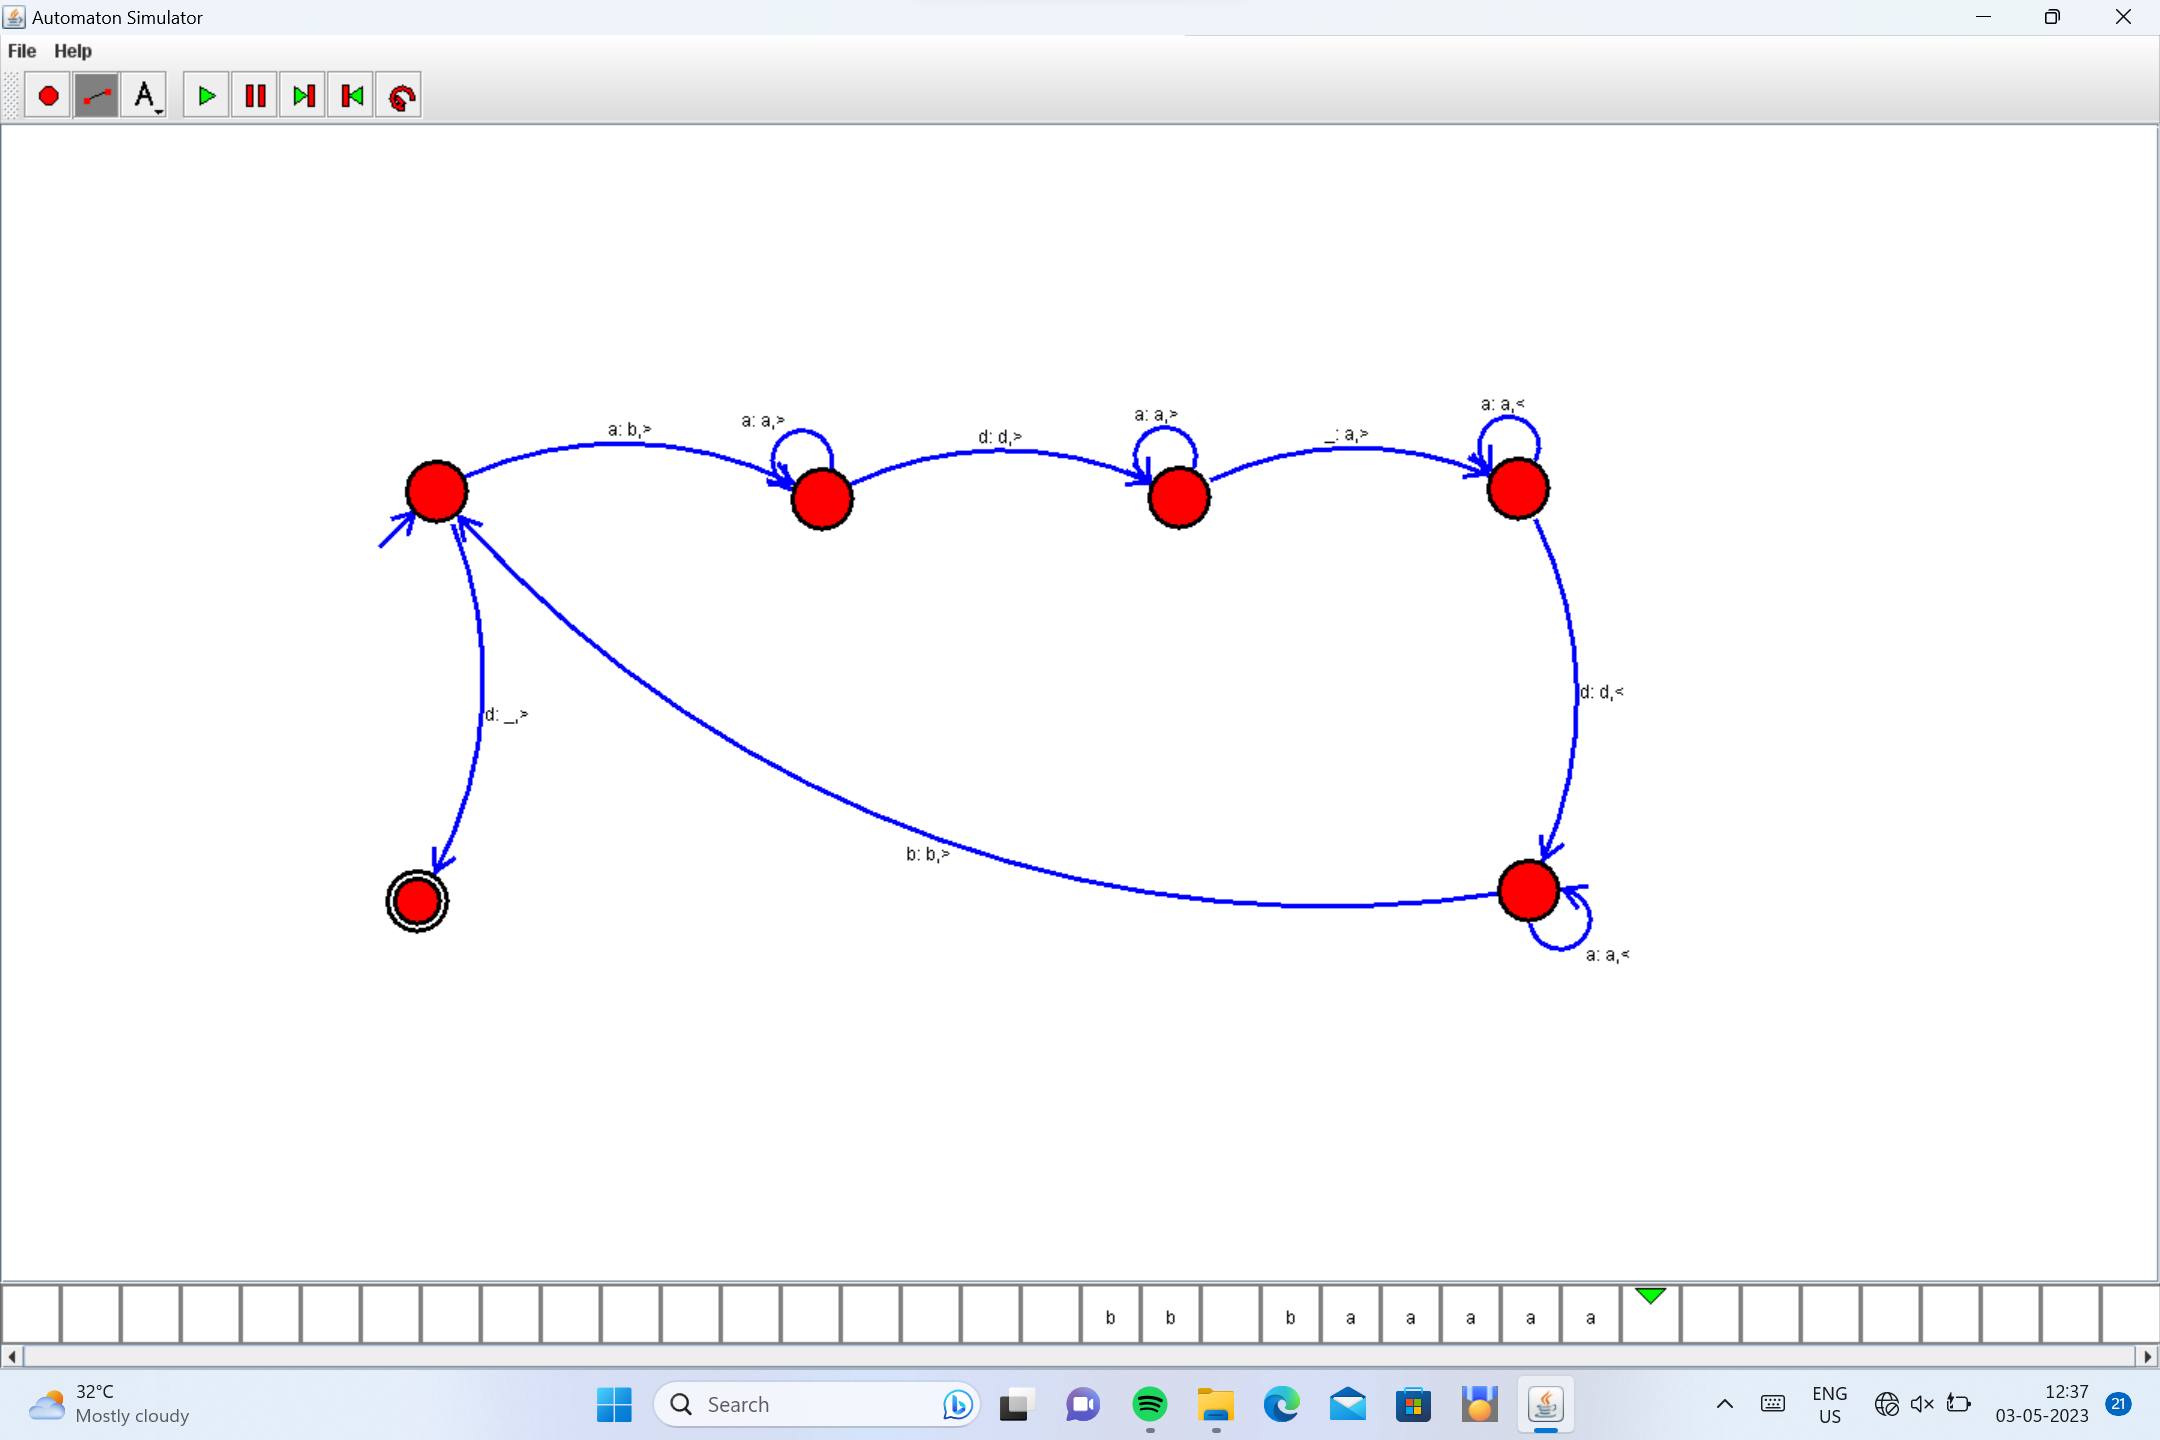 Automaton Simulator
File Help
A
a: a,<
a: a,>
a: a,>
a: b,>
d: d,>
_: a,>
d: d,<
d: _,>
b: b,>
a: a,<
b b b a a a a a
32°C
Mostly cloudy
Search
ENG
US
12:37
03-05-2023
21